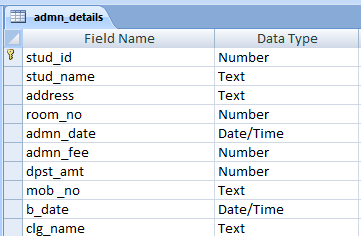 admn_details
Field Name Data Type
stud_id Number
stud_name Text
address Text
room_no Number
admn_date Date/Time
admn_fee Number
dpst_amt Number
mob _no Text
b_date Date/Time
clg_name Text